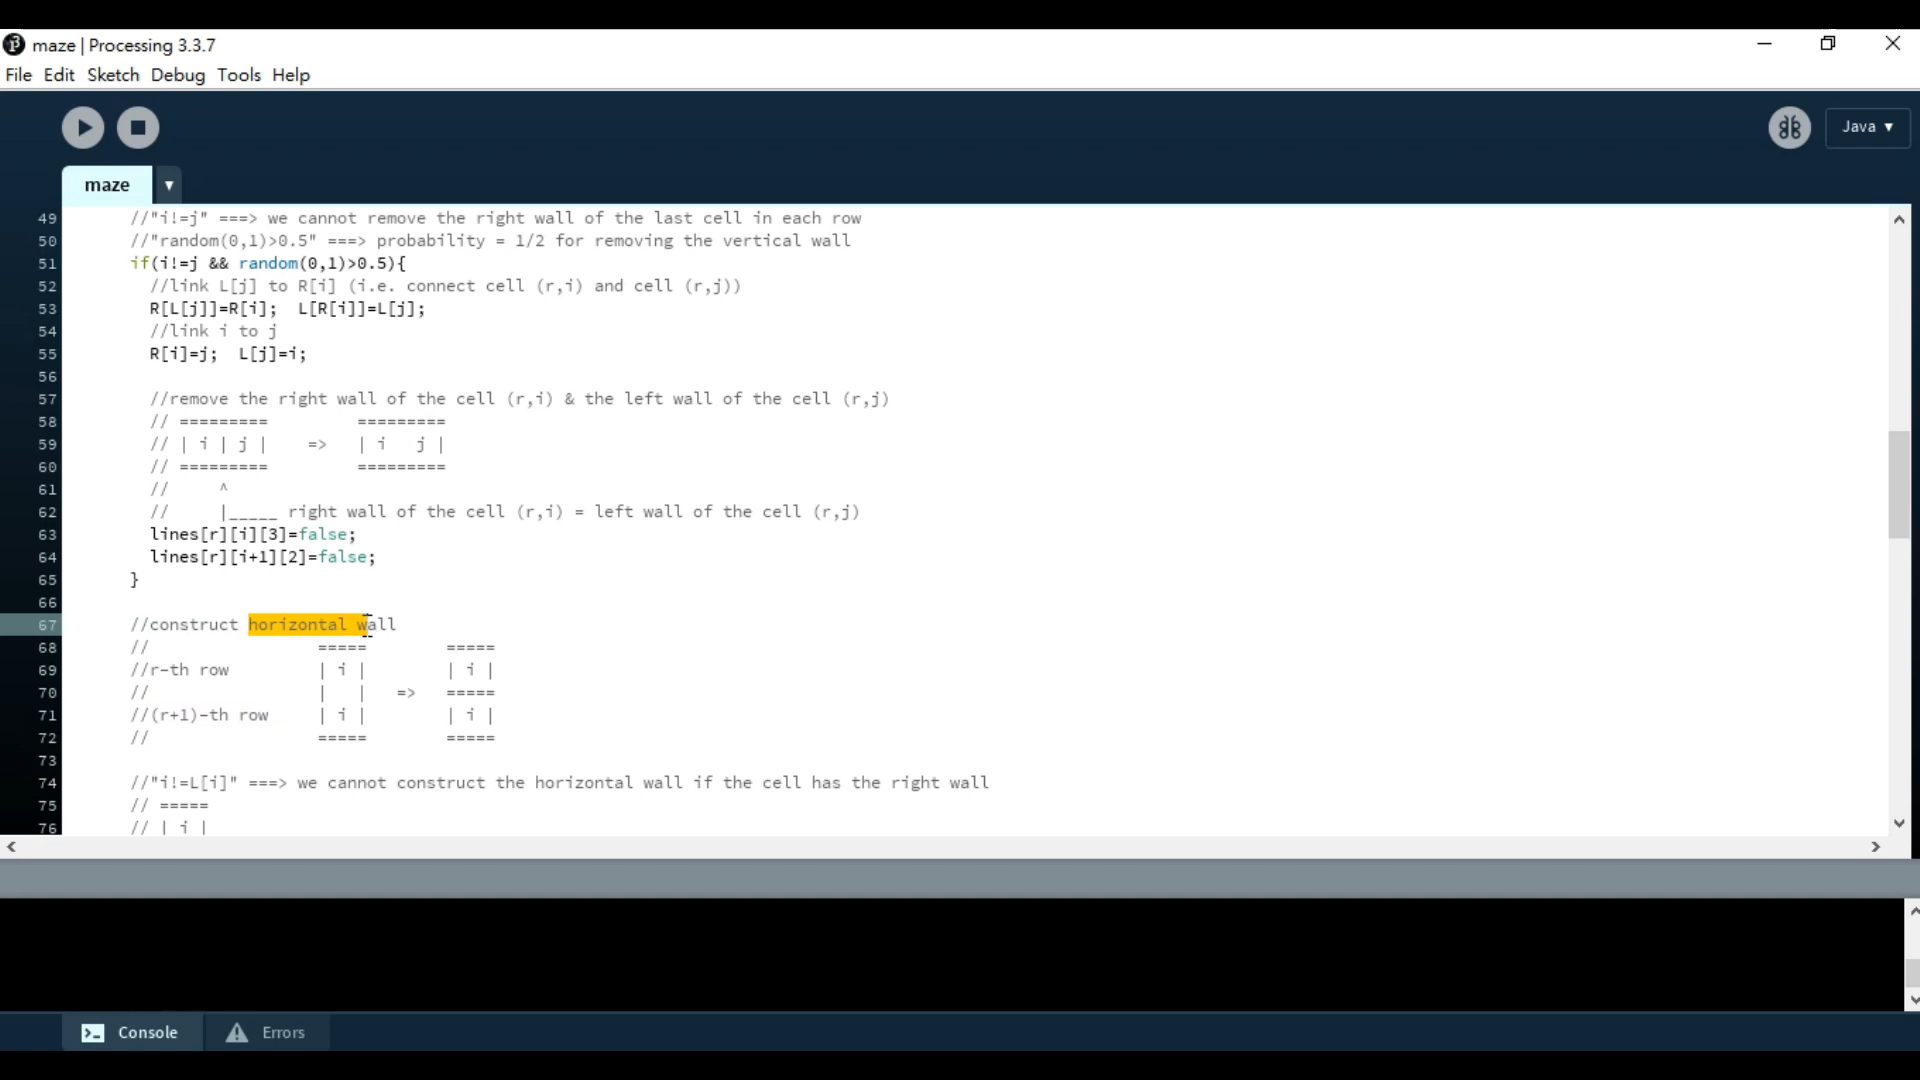 maze | Processing 3.3.7
File Edit Sketch Debug Tools Help
Java ▼
maze ▼
49 //"i!=j" ===> we cannot remove the right wall of the last cell in each row
50 //"random(0,1)>0.5" ===> probability = 1/2 for removing the vertical wall
51 if(i!=j && random(0,1)>0.5){
52 //link L[j] to R[i] (i.e. connect cell (r,i) and cell (r,j))
53 R[L[j]]=R[i];  L[R[i]]=L[j];
54 //link i to j
55 R[i]=j;  L[j]=i;
56
57 //remove the right wall of the cell (r,i) & the left wall of the cell (r,j)
58 // =========         =========
59 // | i | j |    =>   | i   j |
60 // =========         =========
61 //     ^
62 //     |_____ right wall of the cell (r,i) = left wall of the cell (r,j)
63 lines[r][i][3]=false;
64 lines[r][i+1][2]=false;
65 }
66
67 //construct horizontal wall
68 //                 =====        =====
69 //r-th row         | i |        | i |
70 //                 |   |   =>   =====
71 //(r+1)-th row     | i |        | i |
72 //                 =====        =====
73
74 //"i!=L[i]" ===> we cannot construct the horizontal wall if the cell has the right wall
75 // =====
76 // | i |
Console Errors